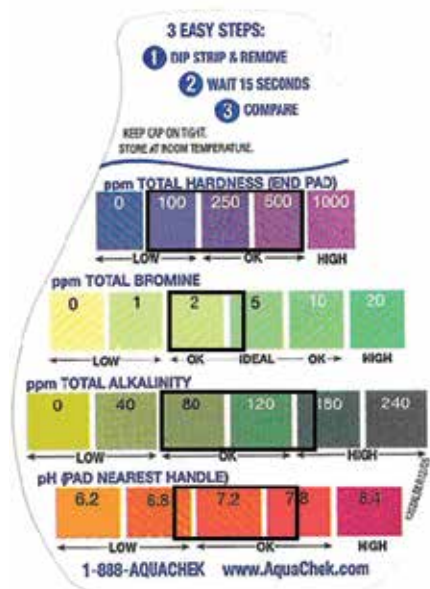 3 EASY STEPS:
1 DIP STRIP & REMOVE
2 WAIT 15 SECONDS
3 COMPARE
KEEP CAP ON TIGHT.
STORE AT ROOM TEMPERATURE.
ppm TOTAL HARDNESS (END PAD)
0 100 250 500 1000
LOW OK HIGH
ppm TOTAL BROMINE
0 1 2 5 10 20
LOW OK IDEAL OK HIGH
ppm TOTAL ALKALINITY
0 40 80 120 180 240
LOW OK HIGH
pH (PAD NEAREST HANDLE)
6.2 6.8 7.2 7.8 8.4
LOW OK HIGH
1-888-AQUACHEK www.AquaChek.com